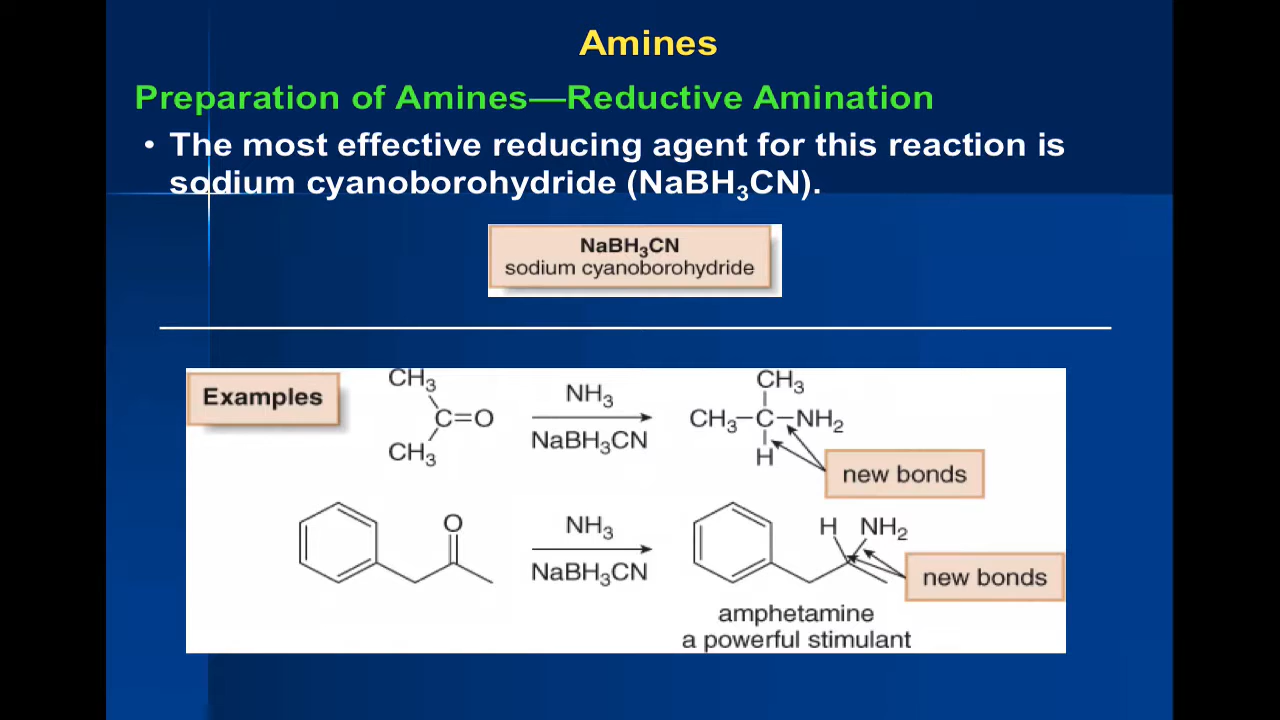 Amines
Preparation of Amines—Reductive Amination
• The most effective reducing agent for this reaction is
sodium cyanoborohydride (NaBH₃CN).
NaBH₃CN
sodium cyanoborohydride
Examples
CH₃
C=O
CH₃
NH₃
NaBH₃CN
CH₃
CH₃–C–NH₂
H
new bonds
O
NH₃
NaBH₃CN
H NH₂
new bonds
amphetamine
a powerful stimulant